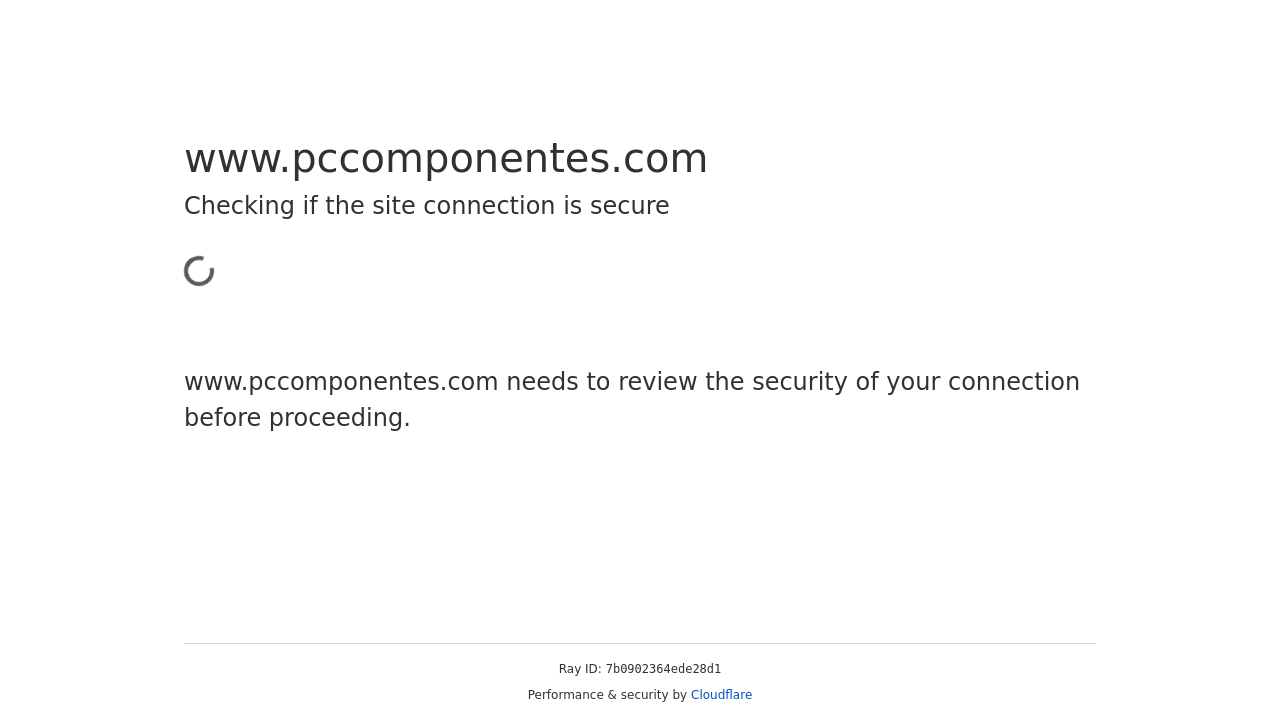 www.pccomponentes.com
Checking if the site connection is secure
www.pccomponentes.com needs to review the security of your connection
before proceeding.
Ray ID: 7b0902364ede28d1
Performance & security by Cloudflare